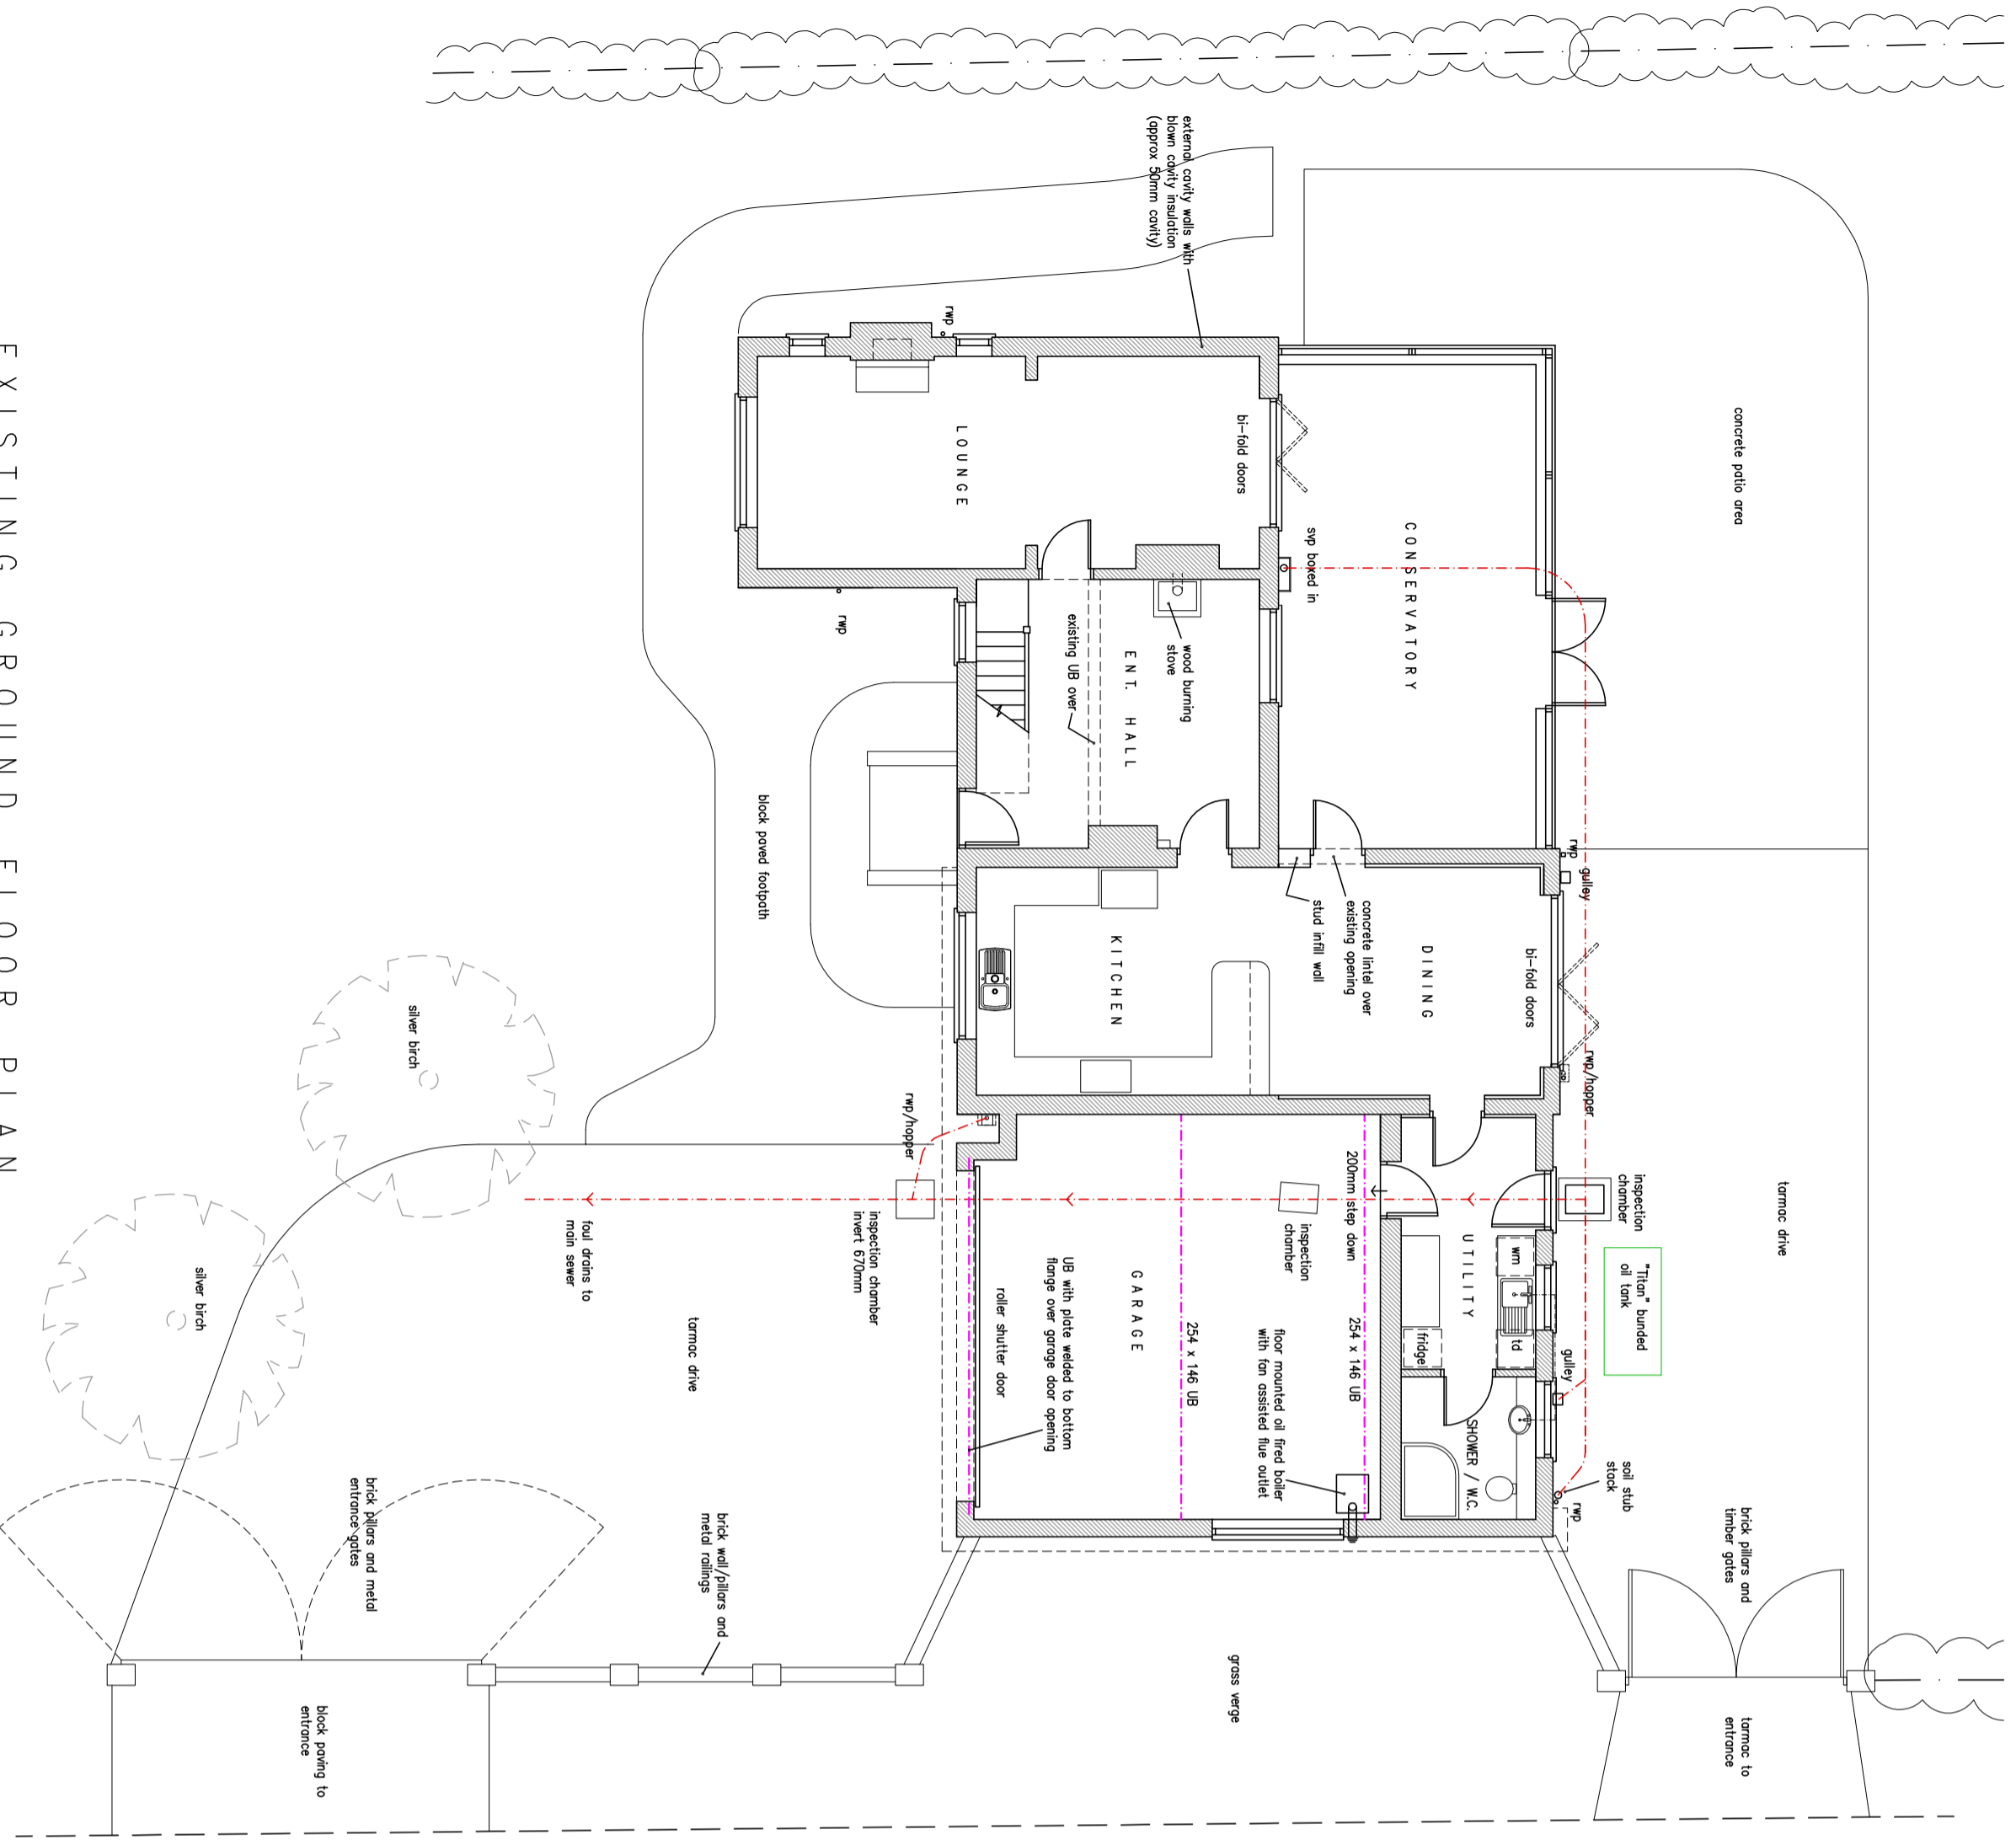 concrete patio area
tarmac drive
brick pillars and
timber gates
tarmac to
entrance
inspection
chamber
"Titan" bunded
oil tank
soil stub
stack
rwp
gulley
rwp/hopper
gulley
rwp
bi-fold doors
DINING
concrete lintel over
existing opening
stud infill wall
CONSERVATORY
svp boxed in
bi-fold doors
external cavity walls with
blown cavity insulation
(approx 50mm cavity)
wm
td
fridge
UTILITY
SHOWER / W.C.
200mm step down
254 x 146 UB
inspection
chamber
floor mounted oil fired boiler
with fan assisted flue outlet
254 x 146 UB
grass verge
wood burning
stove
ENT. HALL
existing UB over
KITCHEN
GARAGE
UB with plate welded to bottom
flange over garage door opening
roller shutter door
LOUNGE
rwp
rwp
rwp/hopper
inspection chamber
invert 670mm
block paved footpath
tarmac drive
brick wall/pillars and
metal railings
foul drains to
main sewer
silver birch
brick pillars and metal
entrance gates
block paving to
entrance
silver birch
EXISTING GROUND FLOOR PLAN